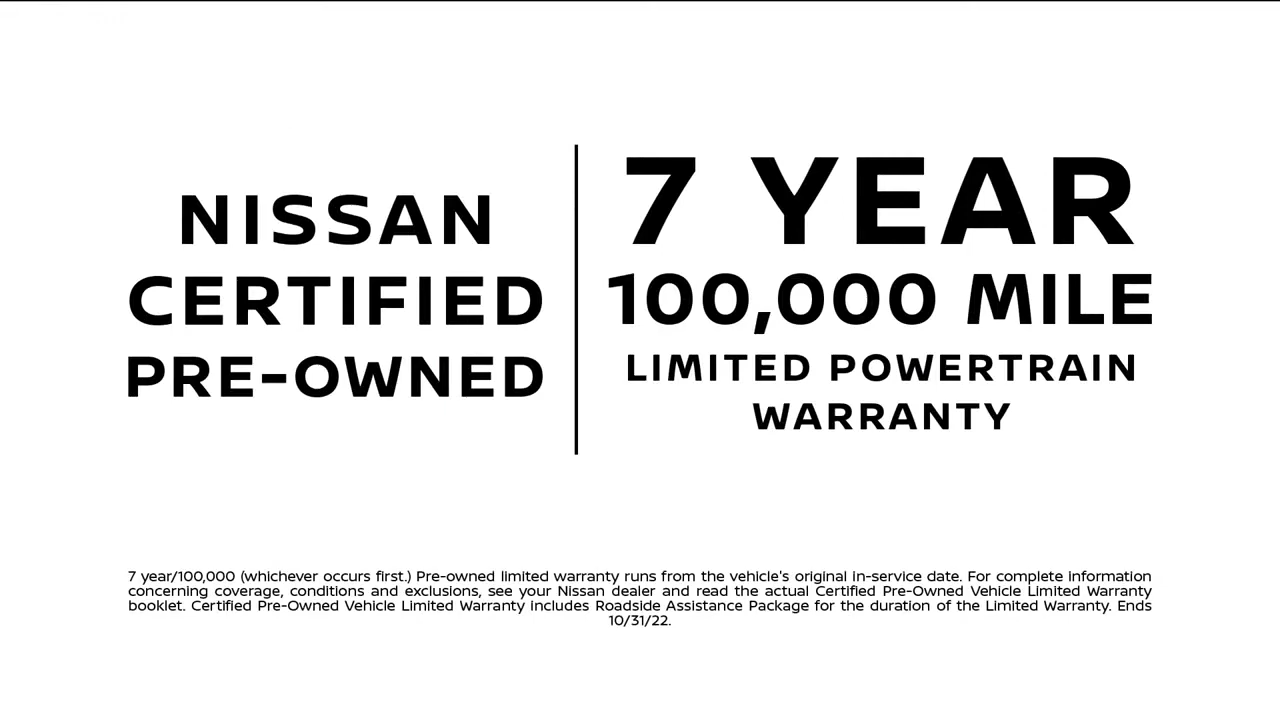 NISSAN
CERTIFIED
PRE-OWNED
7 YEAR
100,000 MILE
LIMITED POWERTRAIN
WARRANTY
7 year/100,000 (whichever occurs first.) Pre-owned limited warranty runs from the vehicle's original in-service date. For complete information
concerning coverage, conditions and exclusions, see your Nissan dealer and read the actual Certified Pre-Owned Vehicle Limited Warranty
booklet. Certified Pre-Owned Vehicle Limited Warranty includes Roadside Assistance Package for the duration of the Limited Warranty. Ends
10/31/22.